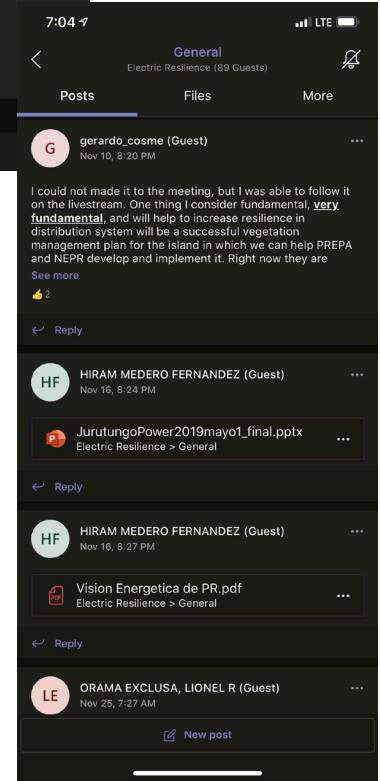 7:04
LTE
General
Electric Resilience (89 Guests)
Posts Files More
G
gerardo_cosme (Guest)
Nov 10, 8:20 PM
I could not made it to the meeting, but I was able to follow it
on the livestream. One thing I consider fundamental, very
fundamental, and will help to increase resilience in
distribution system will be a successful vegetation
management plan for the island in which we can help PREPA
and NEPR develop and implement it. Right now they are
See more
2
Reply
HF
HIRAM MEDERO FERNANDEZ (Guest)
Nov 16, 8:24 PM
P
JurutungoPower2019mayo1_final.pptx
Electric Resilience > General
Reply
HF
HIRAM MEDERO FERNANDEZ (Guest)
Nov 16, 8:27 PM
PDF
Vision Energetica de PR.pdf
Electric Resilience > General
Reply
LE
ORAMA EXCLUSA, LIONEL R (Guest)
Nov 25, 7:27 AM
New post